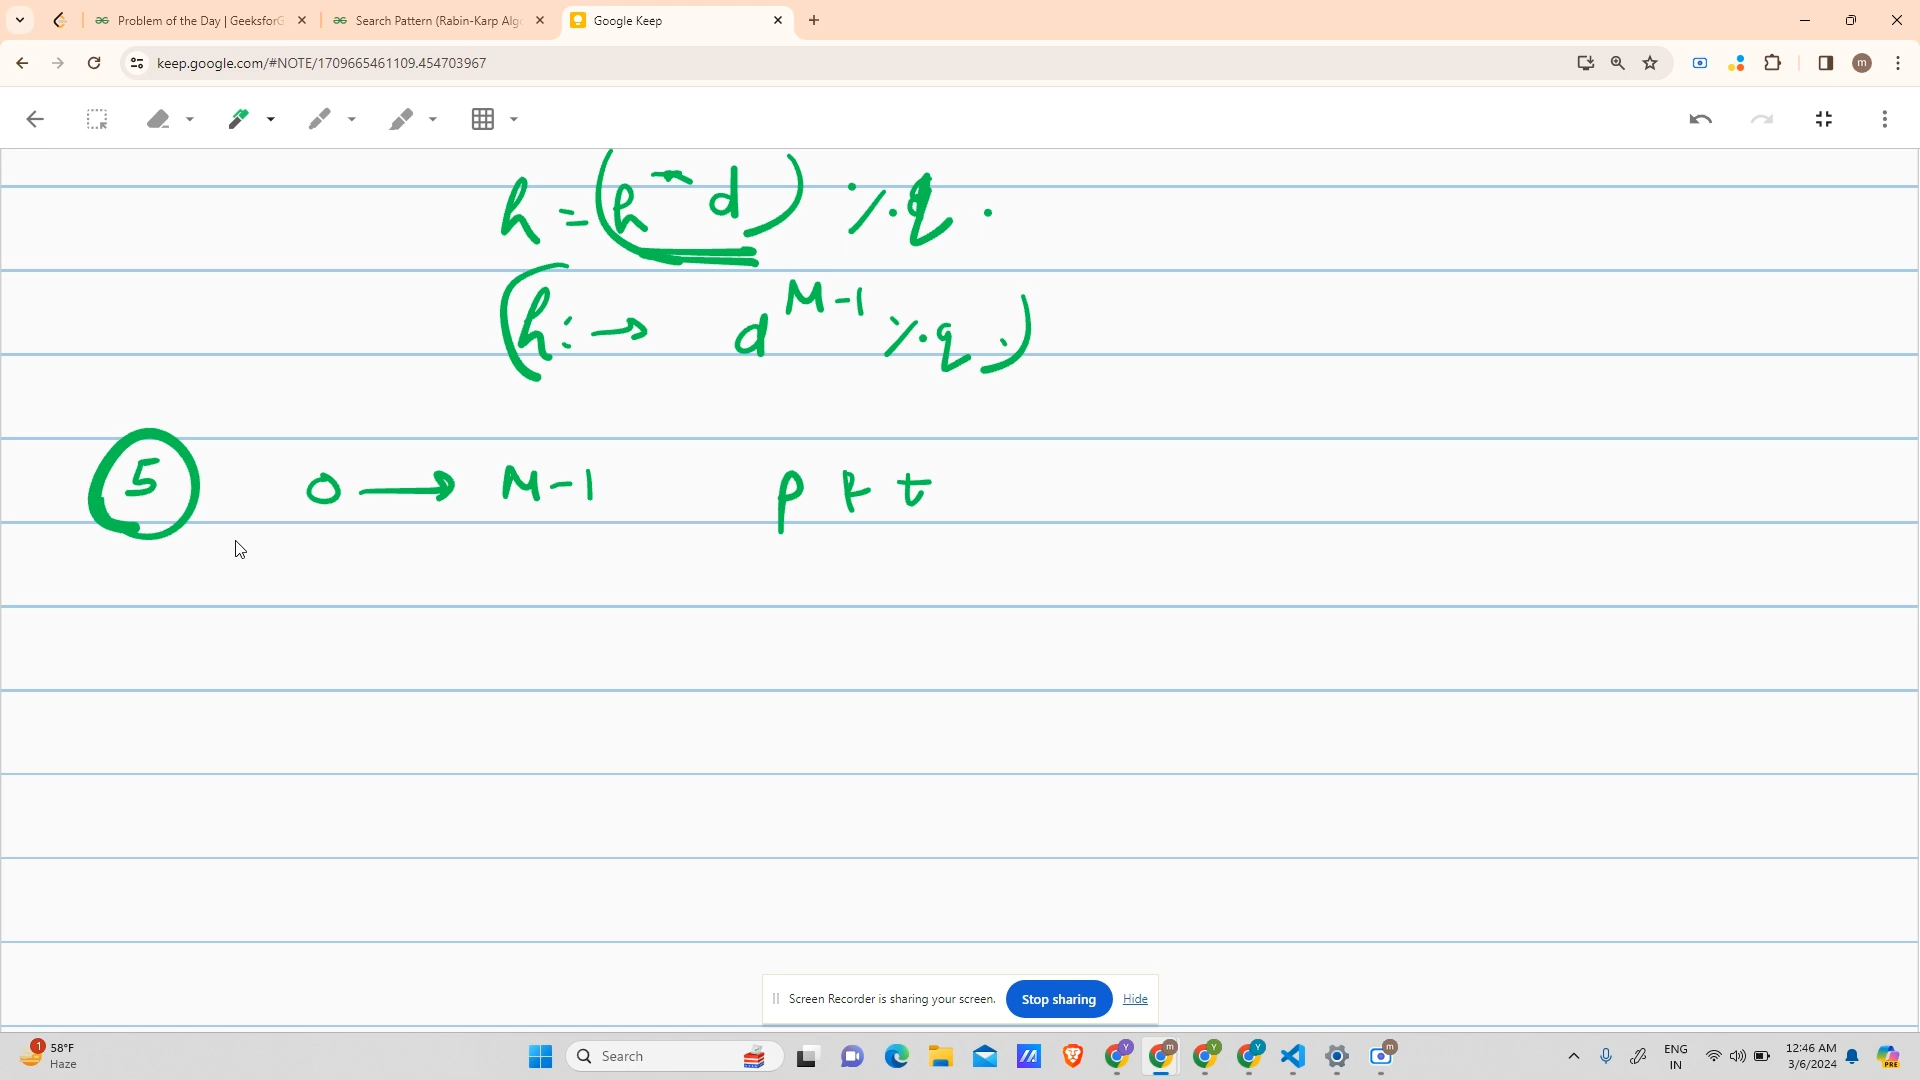 Problem of the Day | GeeksforG
Search Pattern (Rabin-Karp Algo
Google Keep
keep.google.com/#NOTE/1709665461109.454703967
h = (h * d) % q .
(h : → d^M-1 % q .)
5 0 → M-1 p & t
Screen Recorder is sharing your screen. Stop sharing Hide
1 58°F
Haze
Search
ENG
IN
12:46 AM
3/6/2024